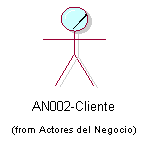 AN002-Cliente
(from Actores del Negocio)